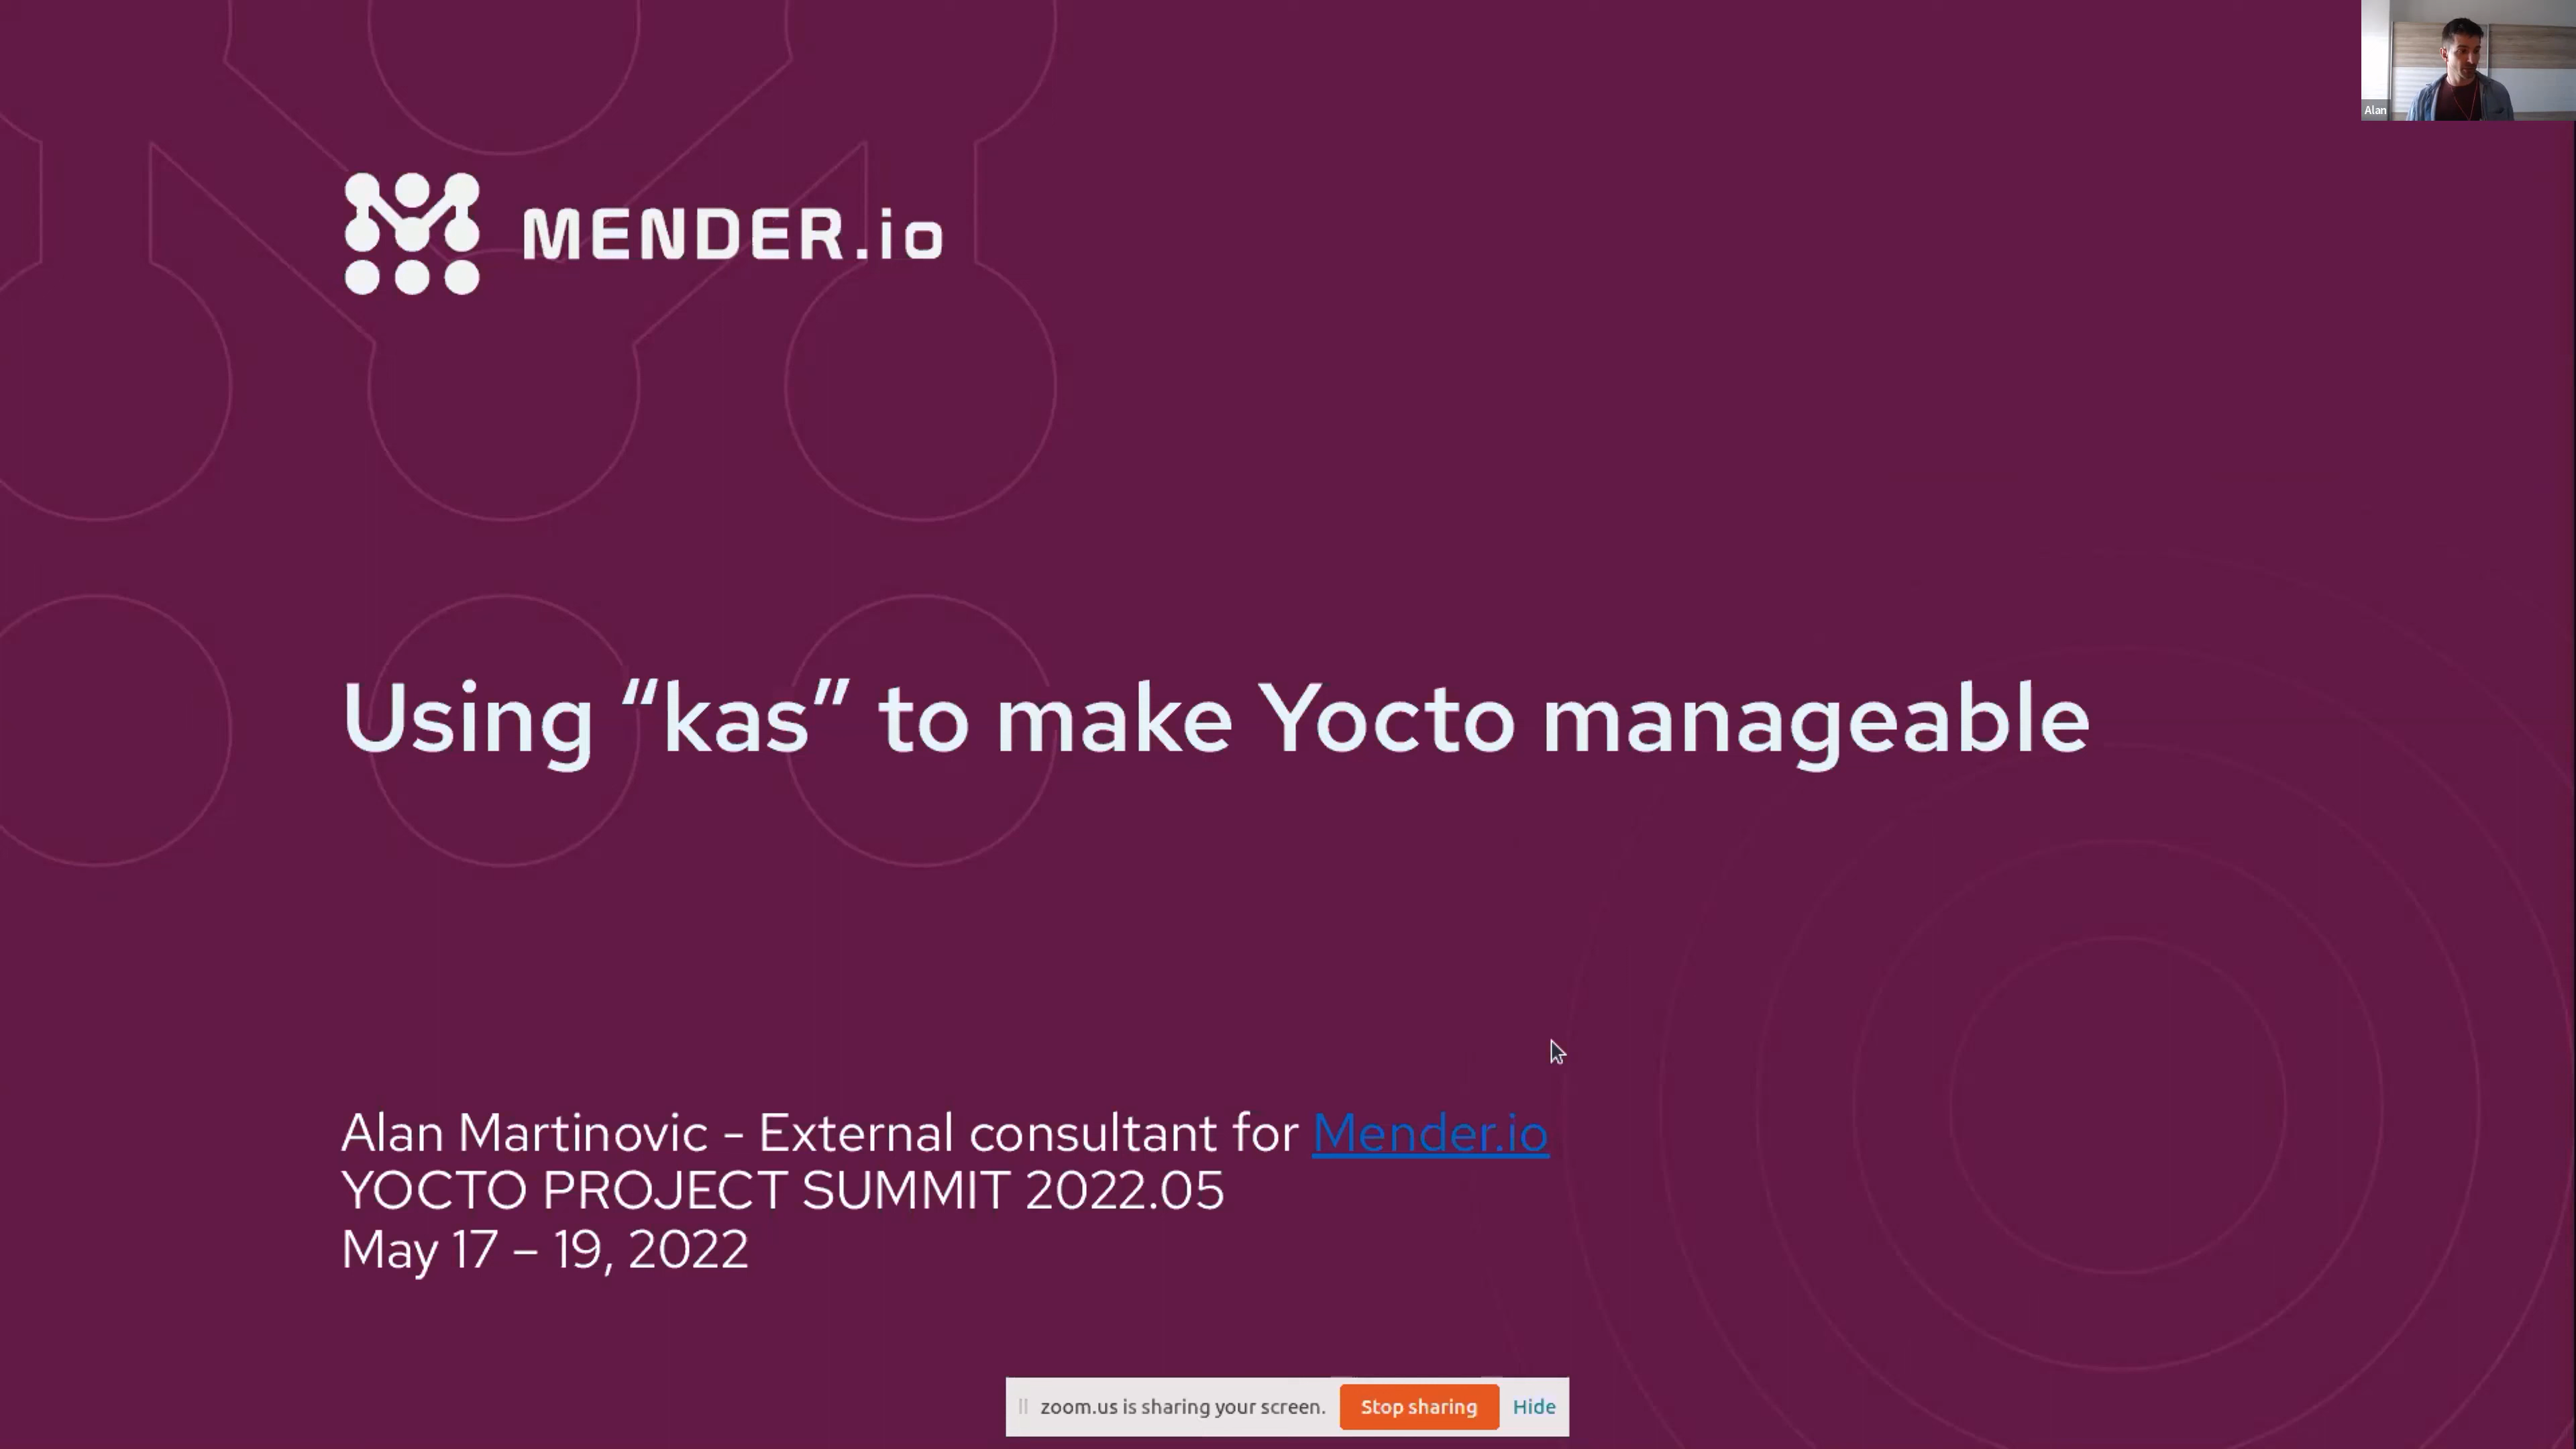 Alan
MENDER.io
Using “kas” to make Yocto manageable
Alan Martinovic - External consultant for Mender.io
YOCTO PROJECT SUMMIT 2022.05
May 17 – 19, 2022
zoom.us is sharing your screen. Stop sharing Hide